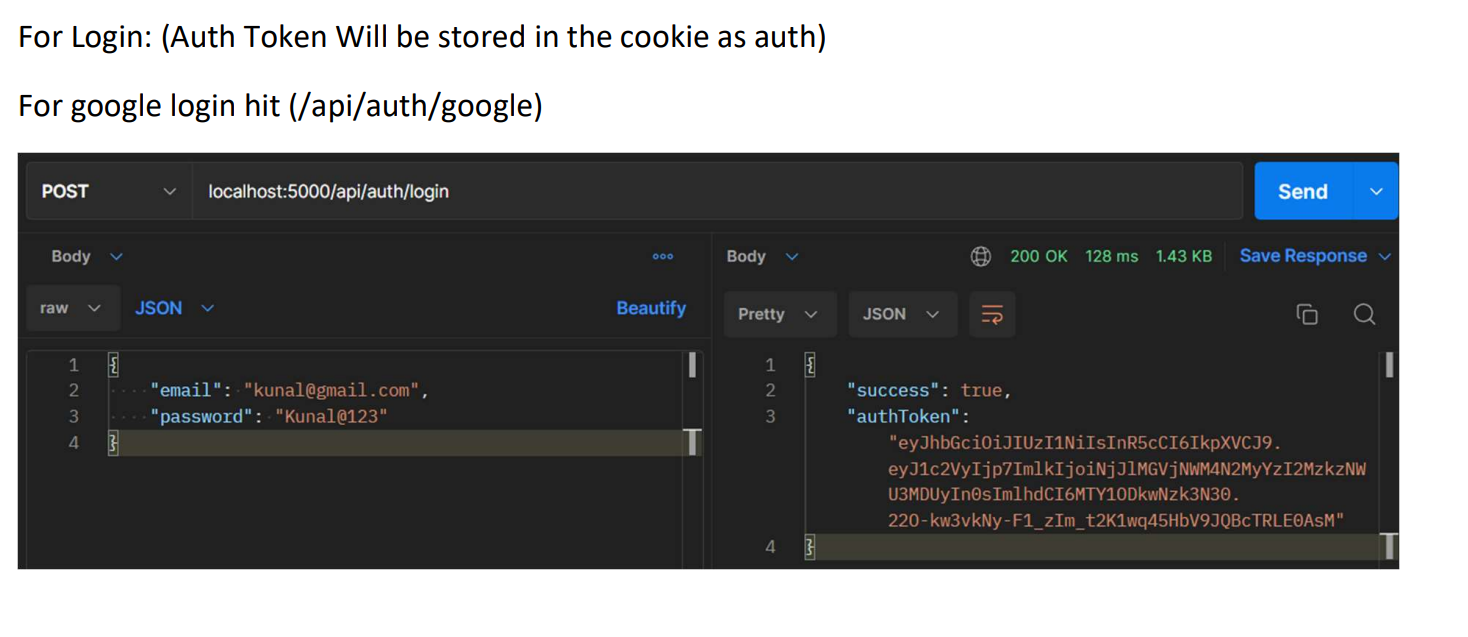 For Login: (Auth Token Will be stored in the cookie as auth)
For google login hit (/api/auth/google)
POST localhost:5000/api/auth/login Send
Body
raw JSON Beautify
1 {
2 "email": "kunal@gmail.com",
3 "password": "Kunal@123"
4 }
Body 200 OK 128 ms 1.43 KB Save Response
Pretty JSON
1 {
2 "success": true,
3 "authToken":
"eyJhbGciOiJIUzI1NiIsInR5cCI6IkpXVCJ9.
eyJ1c2VyIjp7ImlkIjoiNjJlMGVjNWM4N2MyYzI2MzkzNW
U3MDUyIn0sImlhdCI6MTY1ODkwNzk3N30.
22O-kw3vkNy-F1_zIm_t2K1wq45HbV9JQBcTRLE0AsM"
4 }